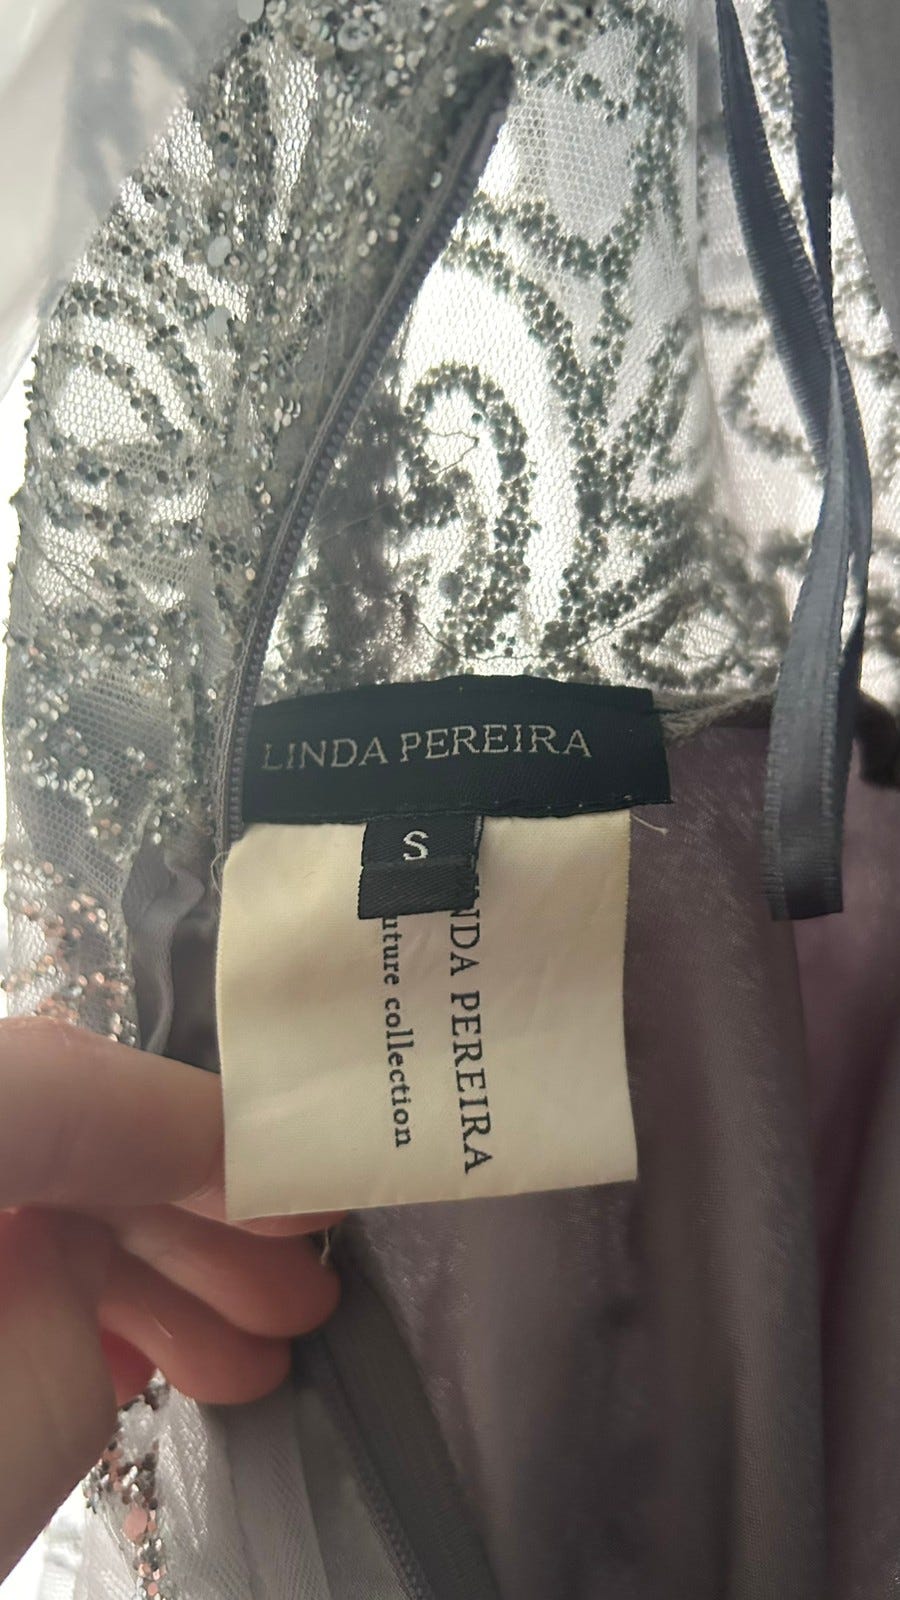 LINDA PEREIRA
S
NDA PEREIRA
uture collection